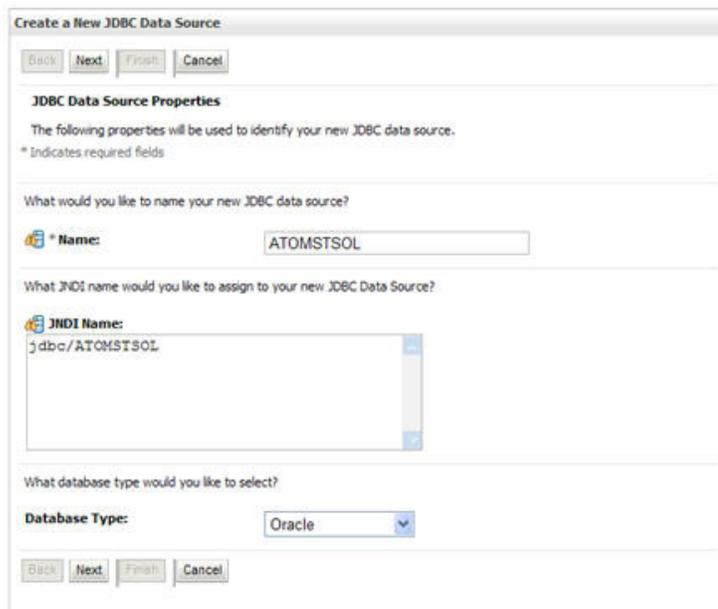 Create a New JDBC Data Source
Back Next Finish Cancel
JDBC Data Source Properties
The following properties will be used to identify your new JDBC data source.
* Indicates required fields
What would you like to name your new JDBC data source?
* Name: ATOMSTSOL
What JNDI name would you like to assign to your new JDBC Data Source?
JNDI Name:
jdbc/ATOMSTSOL
What database type would you like to select?
Database Type: Oracle
Back Next Finish Cancel